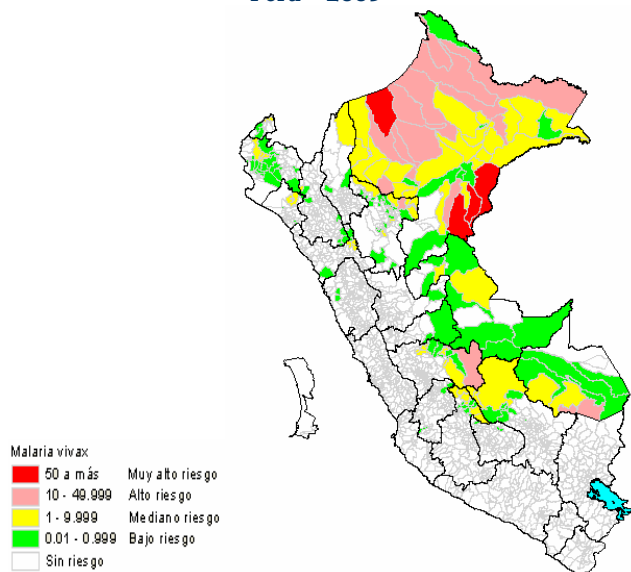 Malaria vivax
50 a más Muy alto riesgo
10 - 49.999 Alto riesgo
1 - 9.999 Mediano riesgo
0.01 - 0.999 Bajo riesgo
Sin riesgo